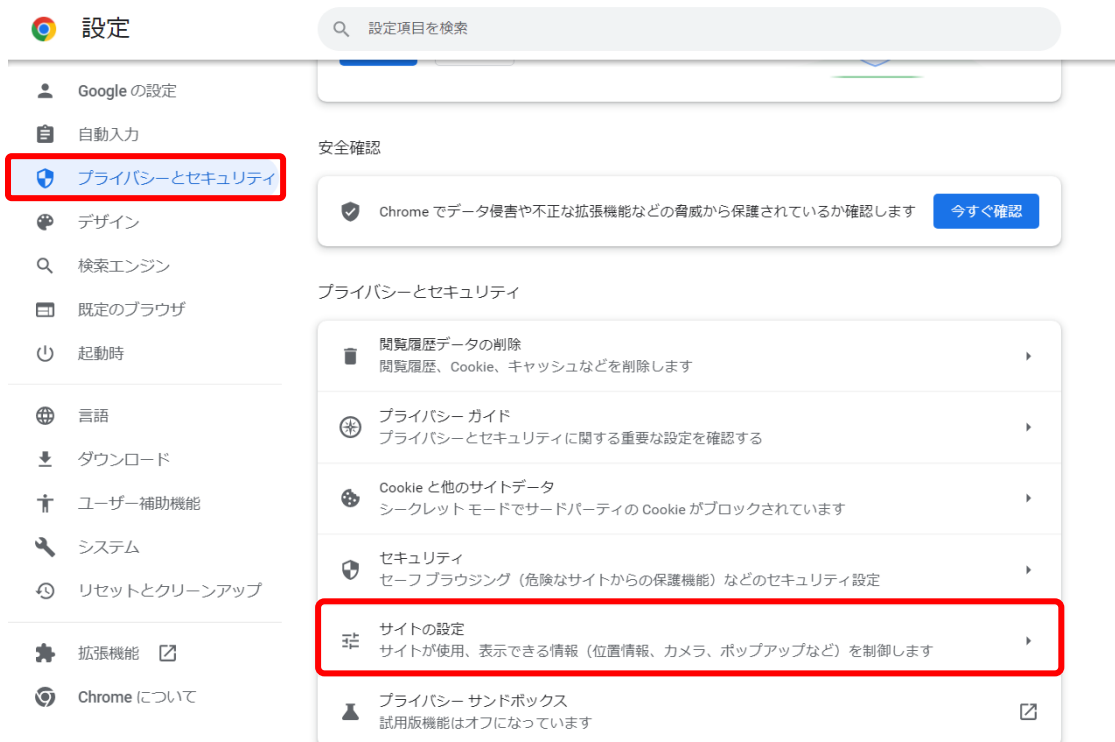 設定
設定項目を検索
Google の設定
自動入力
プライバシーとセキュリティ
デザイン
検索エンジン
既定のブラウザ
起動時
言語
ダウンロード
ユーザー補助機能
システム
リセットとクリーンアップ
拡張機能
Chrome について
安全確認
Chrome でデータ侵害や不正な拡張機能などの脅威から保護されているか確認します
今すぐ確認
プライバシーとセキュリティ
閲覧履歴データの削除
閲覧履歴、Cookie、キャッシュなどを削除します
プライバシー ガイド
プライバシーとセキュリティに関する重要な設定を確認する
Cookie と他のサイトデータ
シークレット モードでサードパーティの Cookie がブロックされています
セキュリティ
セーフ ブラウジング（危険なサイトからの保護機能）などのセキュリティ設定
サイトの設定
サイトが使用、表示できる情報（位置情報、カメラ、ポップアップなど）を制御します
プライバシー サンドボックス
試用版機能はオフになっています